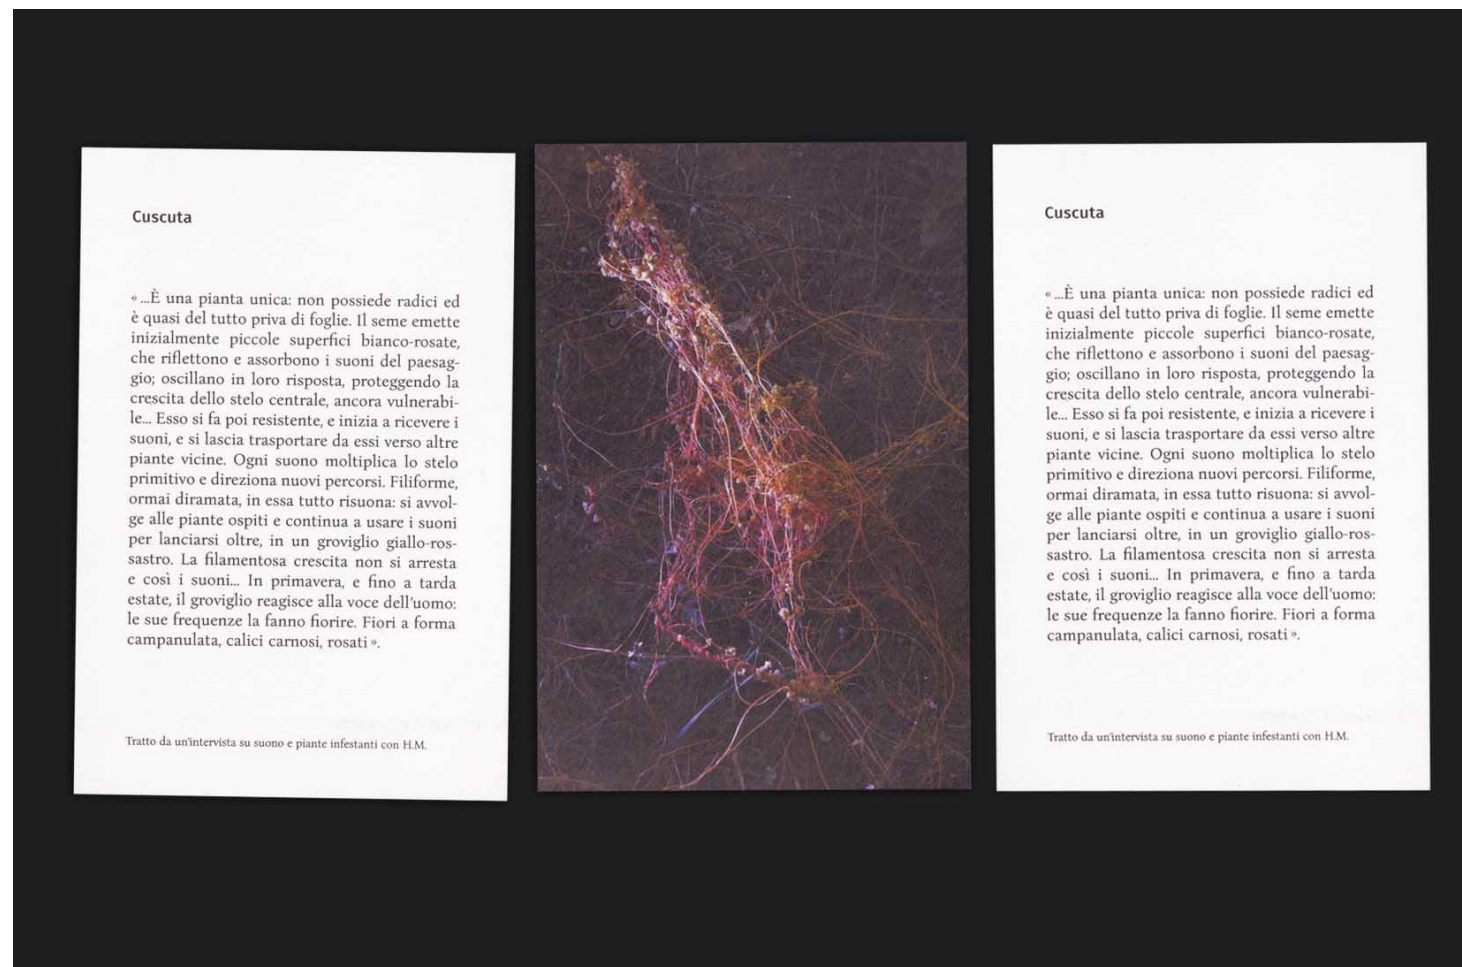 Cuscuta
« ...È una pianta unica: non possiede radici ed
è quasi del tutto priva di foglie. Il seme emette
inizialmente piccole superfici bianco-rosate,
che riflettono e assorbono i suoni del paesag-
gio; oscillano in loro risposta, proteggendo la
crescita dello stelo centrale, ancora vulnerabi-
le... Esso si fa poi resistente, e inizia a ricevere i
suoni, e si lascia trasportare da essi verso altre
piante vicine. Ogni suono moltiplica lo stelo
primitivo e direziona nuovi percorsi. Filiforme,
ormai diramata, in essa tutto risuona: si avvol-
ge alle piante ospiti e continua a usare i suoni
per lanciarsi oltre, in un groviglio giallo-ros-
sastro. La filamentosa crescita non si arresta
e così i suoni... In primavera, e fino a tarda
estate, il groviglio reagisce alla voce dell'uomo:
le sue frequenze la fanno fiorire. Fiori a forma
campanulata, calici carnosi, rosati ».
Tratto da un'intervista su suono e piante infestanti con H.M.
Cuscuta
« ...È una pianta unica: non possiede radici ed
è quasi del tutto priva di foglie. Il seme emette
inizialmente piccole superfici bianco-rosate,
che riflettono e assorbono i suoni del paesag-
gio; oscillano in loro risposta, proteggendo la
crescita dello stelo centrale, ancora vulnerabi-
le... Esso si fa poi resistente, e inizia a ricevere i
suoni, e si lascia trasportare da essi verso altre
piante vicine. Ogni suono moltiplica lo stelo
primitivo e direziona nuovi percorsi. Filiforme,
ormai diramata, in essa tutto risuona: si avvol-
ge alle piante ospiti e continua a usare i suoni
per lanciarsi oltre, in un groviglio giallo-ros-
sastro. La filamentosa crescita non si arresta
e così i suoni... In primavera, e fino a tarda
estate, il groviglio reagisce alla voce dell'uomo:
le sue frequenze la fanno fiorire. Fiori a forma
campanulata, calici carnosi, rosati ».
Tratto da un'intervista su suono e piante infestanti con H.M.